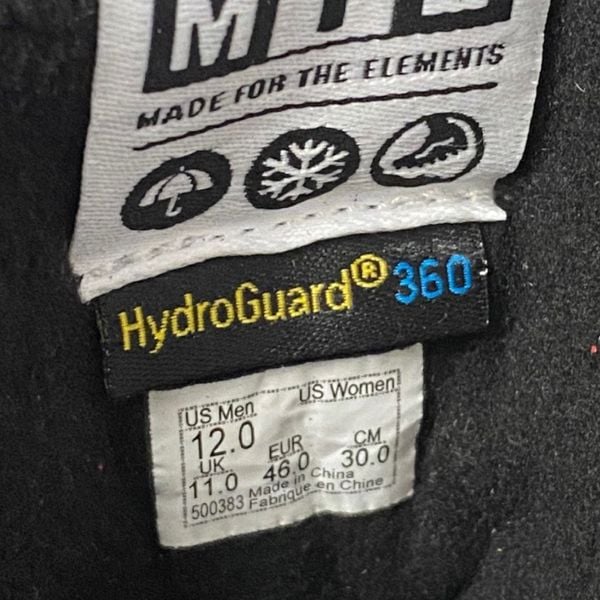 MTE
MADE FOR THE ELEMENTS
HydroGuard® 360
US Men US Women
12.0
UK EUR CM
11.0 46.0 30.0
500383 Made in China
Fabriqué en Chine